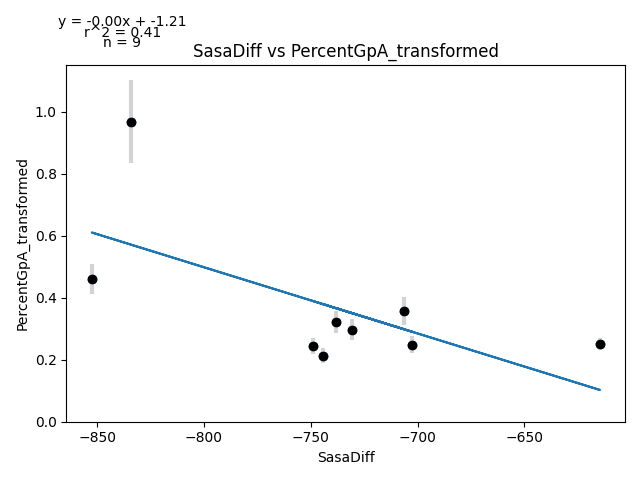 y = -0.00x + -1.21
r^2 = 0.41
n = 9
SasaDiff vs PercentGpA_transformed
PercentGpA_transformed
1.0
0.8
0.6
0.4
0.2
0.0
−850
−800
−750
−700
−650
SasaDiff